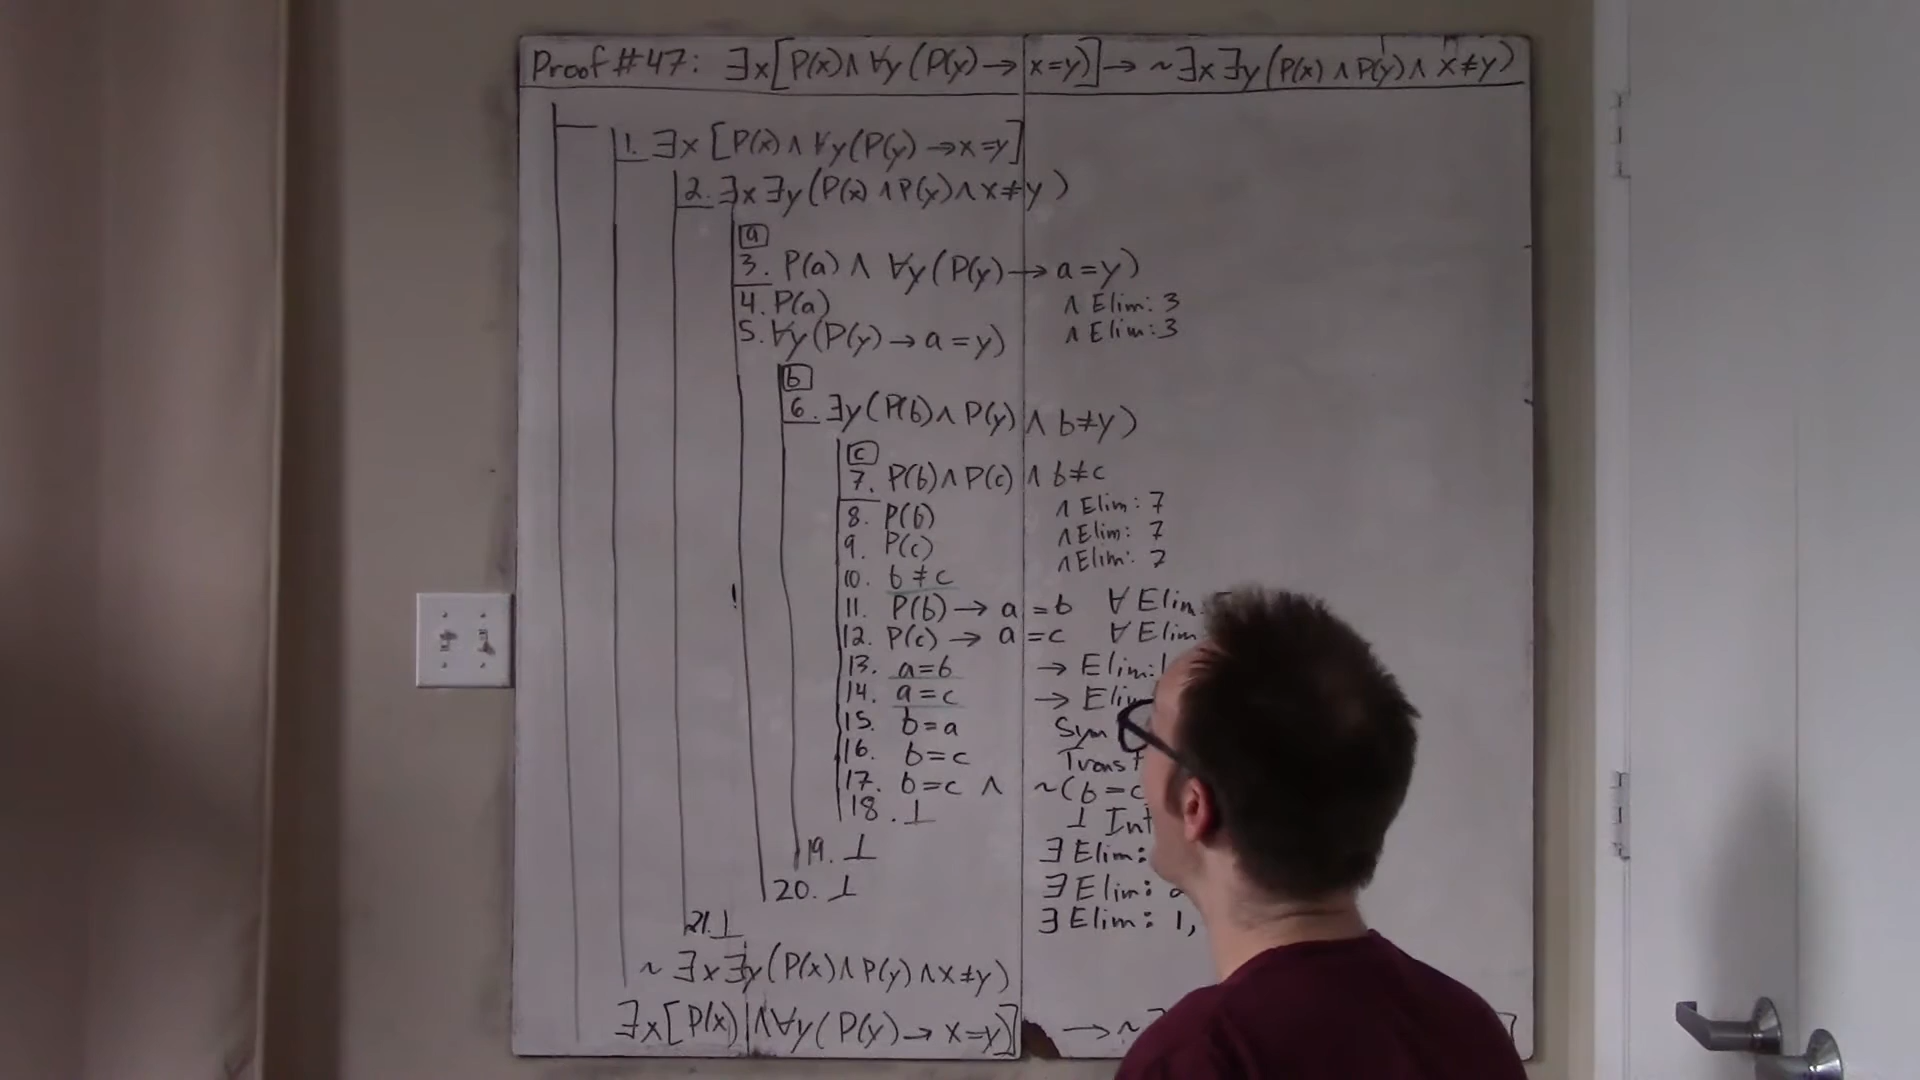 Proof #47: ∃x[P(x)∧∀y(P(y)→x=y)]→~∃x∃y(P(x)∧P(y)∧x≠y)
1. ∃x[P(x)∧∀y(P(y)→x=y]
2. ∃x∃y(P(x)∧P(y)∧x≠y)
a
3. P(a)∧∀y(P(y)→a=y)
4. P(a) ∧ Elim: 3
5. ∀y(P(y)→a=y) ∧ Elim: 3
b
6. ∃y(P(b)∧P(y)∧b≠y)
c
7. P(b)∧P(c)∧b≠c
8. P(b) ∧ Elim: 7
9. P(c) ∧ Elim: 7
10. b≠c ∧ Elim: 7
11. P(b)→a=b ∀ Elim
12. P(c)→a=c ∀ Elim
13. a=b → Elim:
14. a=c → Elim
15. b=a Sym
16. b=c
17. b=c ∧ ~(b=c
18. ⊥ ⊥ Int
19. ⊥ ∃ Elim:
20. ⊥ ∃ Elim:
21. ⊥ ∃ Elim: 1,
~∃x∃y(P(x)∧P(y)∧x≠y)
∃x[P(x)∧∀y(P(y)→x=y)] →~